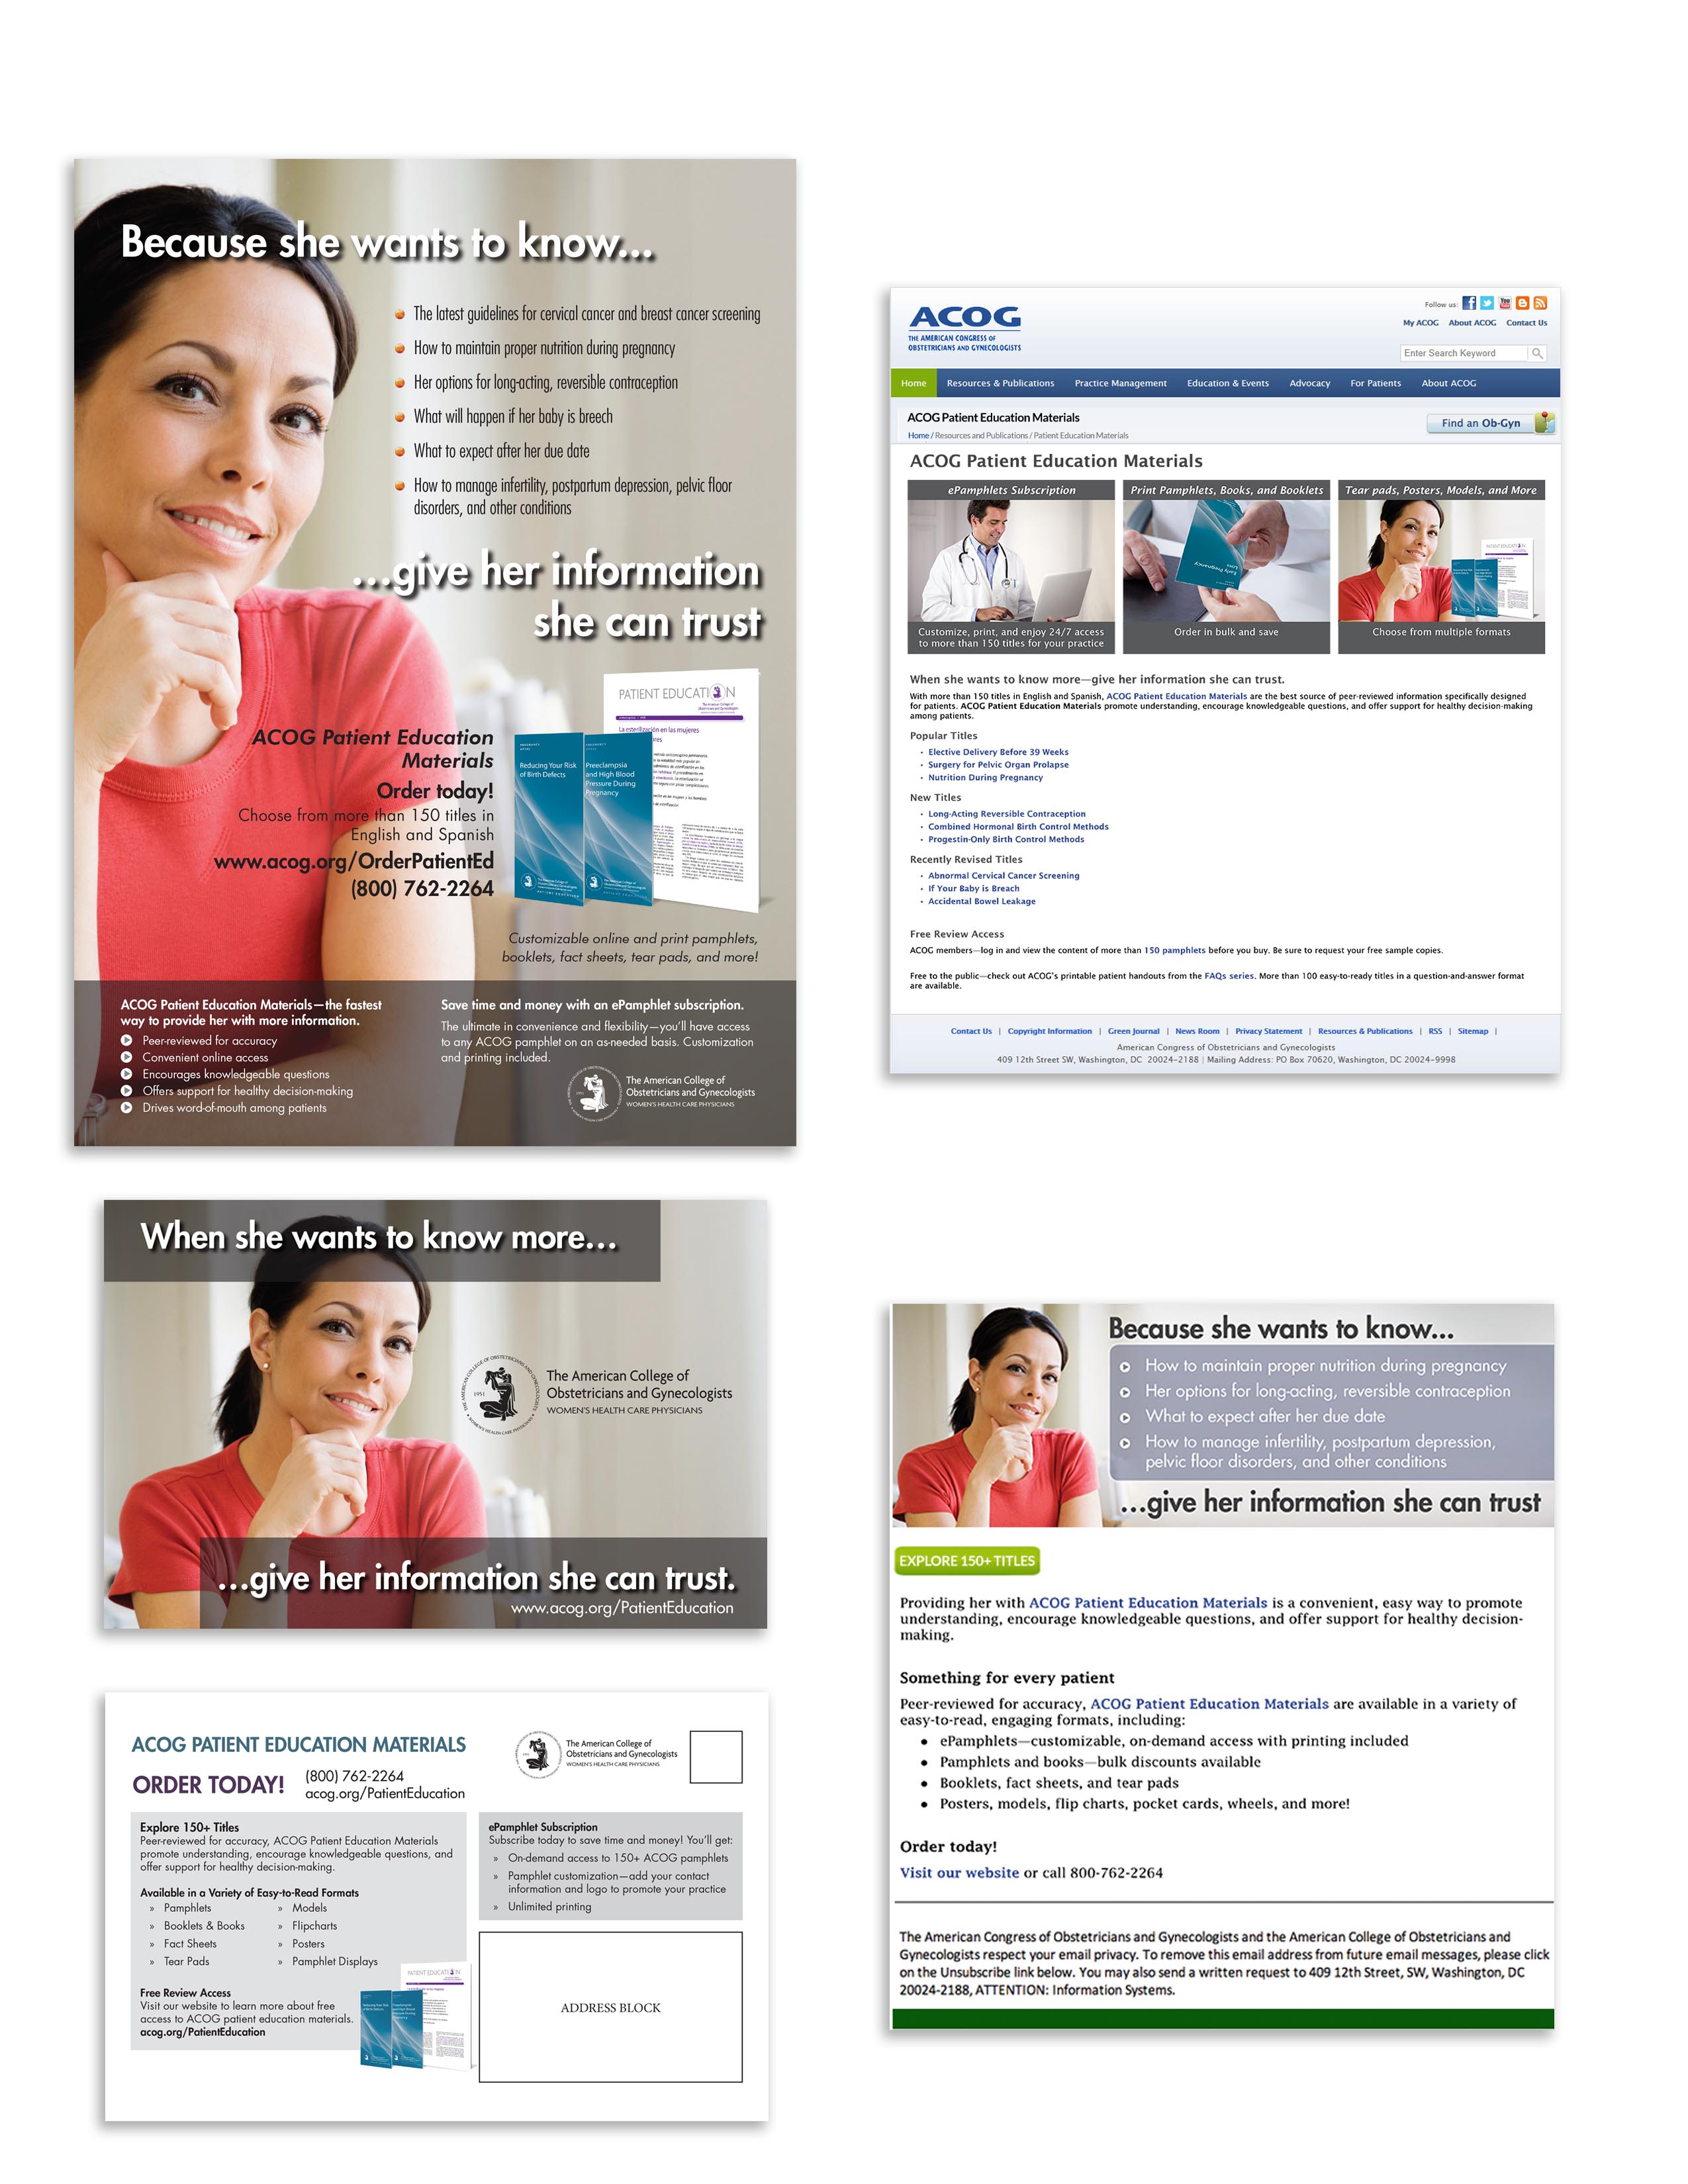 Because she wants to know...
The latest guidelines for cervical cancer and breast cancer screening
How to maintain proper nutrition during pregnancy
Her options for long-acting, reversible contraception
What will happen if her baby is breech
What to expect after her due date
How to manage infertility, postpartum depression, pelvic floor
disorders, and other conditions
...give her information
she can trust
ACOG Patient Education
Materials
Order today!
Choose from more than 150 titles in
English and Spanish
www.acog.org/OrderPatientEd
(800) 762-2264
PATIENT EDUCATION
La esterilización en las mujeres
Reducing Your Risk
of Birth Defects
Preeclampsia
and High Blood
Pressure During
Pregnancy
Customizable online and print pamphlets,
booklets, fact sheets, tear pads, and more!
ACOG Patient Education Materials—the fastest
way to provide her with more information.
Peer-reviewed for accuracy
Convenient online access
Encourages knowledgeable questions
Offers support for healthy decision-making
Drives word-of-mouth among patients
Save time and money with an ePamphlet subscription.
The ultimate in convenience and flexibility—you'll have access
to any ACOG pamphlet on an as-needed basis. Customization
and printing included.
The American College of
Obstetricians and Gynecologists
WOMEN'S HEALTH CARE PHYSICIANS
ACOG
THE AMERICAN CONGRESS OF
OBSTETRICIANS AND GYNECOLOGISTS
Follow us:
My ACOG About ACOG Contact Us
Enter Search Keyword
Home Resources & Publications Practice Management Education & Events Advocacy For Patients About ACOG
ACOG Patient Education Materials
Home / Resources and Publications / Patient Education Materials
Find an Ob-Gyn
ACOG Patient Education Materials
ePamphlets Subscription
Print Pamphlets, Books, and Booklets
Tear pads, Posters, Models, and More
Early Pregnancy
Customize, print, and enjoy 24/7 access
to more than 150 titles for your practice
Order in bulk and save
Choose from multiple formats
When she wants to know more—give her information she can trust.
With more than 150 titles in English and Spanish, ACOG Patient Education Materials are the best source of peer-reviewed information specifically designed
for patients. ACOG Patient Education Materials promote understanding, encourage knowledgeable questions, and offer support for healthy decision-making
among patients.
Popular Titles
Elective Delivery Before 39 Weeks
Surgery for Pelvic Organ Prolapse
Nutrition During Pregnancy
New Titles
Long-Acting Reversible Contraception
Combined Hormonal Birth Control Methods
Progestin-Only Birth Control Methods
Recently Revised Titles
Abnormal Cervical Cancer Screening
If Your Baby is Breach
Accidental Bowel Leakage
Free Review Access
ACOG members—log in and view the content of more than 150 pamphlets before you buy. Be sure to request your free sample copies.
Free to the public—check out ACOG's printable patient handouts from the FAQs series. More than 100 easy-to-ready titles in a question-and-answer format
are available.
Contact Us | Copyright Information | Green Journal | News Room | Privacy Statement | Resources & Publications | RSS | Sitemap |
American Congress of Obstetricians and Gynecologists
409 12th Street SW, Washington, DC 20024-2188 | Mailing Address: PO Box 70620, Washington, DC 20024-9998
When she wants to know more...
THE AMERICAN COLLEGE OF OBSTETRICIANS AND GYNECOLOGISTS
1951
WOMEN'S HEALTH CARE PHYSICIANS
The American College of
Obstetricians and Gynecologists
WOMEN'S HEALTH CARE PHYSICIANS
...give her information she can trust.
www.acog.org/PatientEducation
ACOG PATIENT EDUCATION MATERIALS
ORDER TODAY!
(800) 762-2264
acog.org/PatientEducation
The American College of
Obstetricians and Gynecologists
WOMEN'S HEALTH CARE PHYSICIANS
Explore 150+ Titles
Peer-reviewed for accuracy, ACOG Patient Education Materials
promote understanding, encourage knowledgeable questions, and
offer support for healthy decision-making.
Available in a Variety of Easy-to-Read Formats
» Pamphlets
» Booklets & Books
» Fact Sheets
» Tear Pads
» Models
» Flipcharts
» Posters
» Pamphlet Displays
Free Review Access
Visit our website to learn more about free
access to ACOG patient education materials.
acog.org/PatientEducation
PATIENT EDUCATION
ePamphlet Subscription
Subscribe today to save time and money! You'll get:
» On-demand access to 150+ ACOG pamphlets
» Pamphlet customization—add your contact
information and logo to promote your practice
» Unlimited printing
ADDRESS BLOCK
Because she wants to know...
How to maintain proper nutrition during pregnancy
Her options for long-acting, reversible contraception
What to expect after her due date
How to manage infertility, postpartum depression,
pelvic floor disorders, and other conditions
...give her information she can trust
EXPLORE 150+ TITLES
Providing her with ACOG Patient Education Materials is a convenient, easy way to promote
understanding, encourage knowledgeable questions, and offer support for healthy decision-
making.
Something for every patient
Peer-reviewed for accuracy, ACOG Patient Education Materials are available in a variety of
easy-to-read, engaging formats, including:
ePamphlets—customizable, on-demand access with printing included
Pamphlets and books—bulk discounts available
Booklets, fact sheets, and tear pads
Posters, models, flip charts, pocket cards, wheels, and more!
Order today!
Visit our website or call 800-762-2264
The American Congress of Obstetricians and Gynecologists and the American College of Obstetricians and
Gynecologists respect your email privacy. To remove this email address from future email messages, please click
on the Unsubscribe link below. You may also send a written request to 409 12th Street, SW, Washington, DC
20024-2188, ATTENTION: Information Systems.